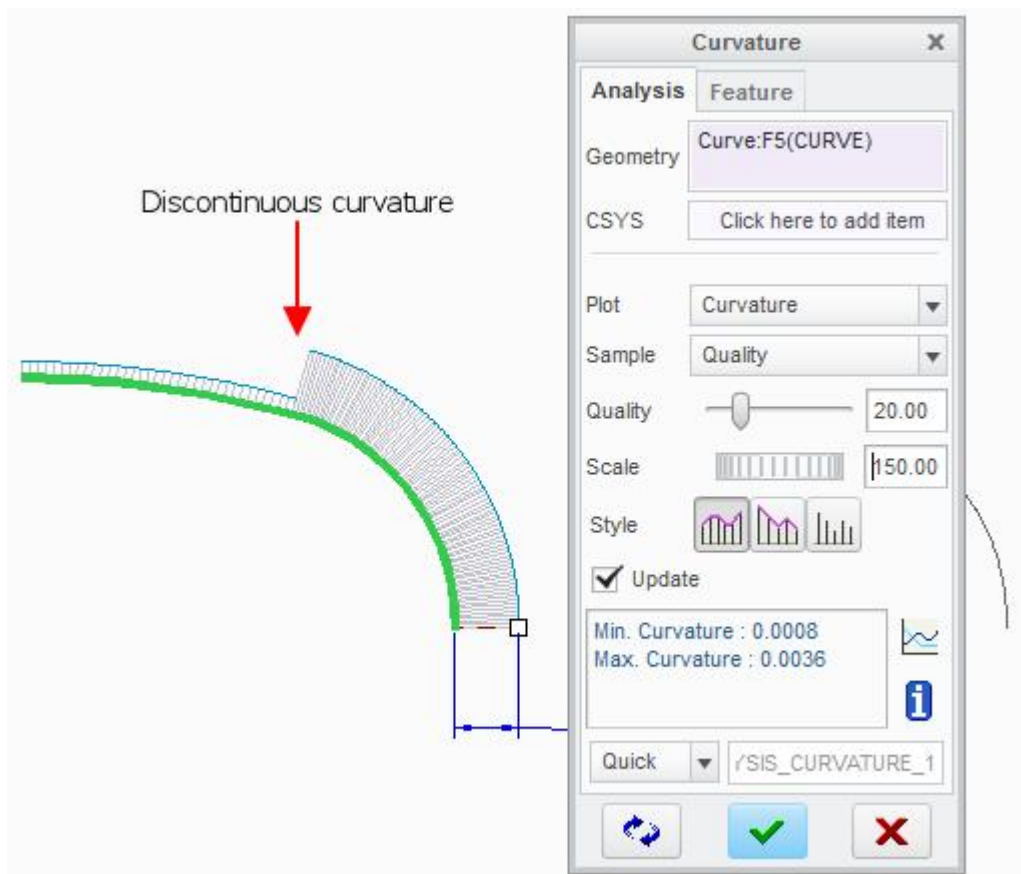 Curvature
Analysis Feature
Geometry Curve:F5(CURVE)
Discontinuous curvature
CSYS Click here to add item
Plot Curvature
Sample Quality
Quality 20.00
Scale 150.00
Style
Update
Min. Curvature : 0.0008
Max. Curvature : 0.0036
Quick YSIS_CURVATURE_1